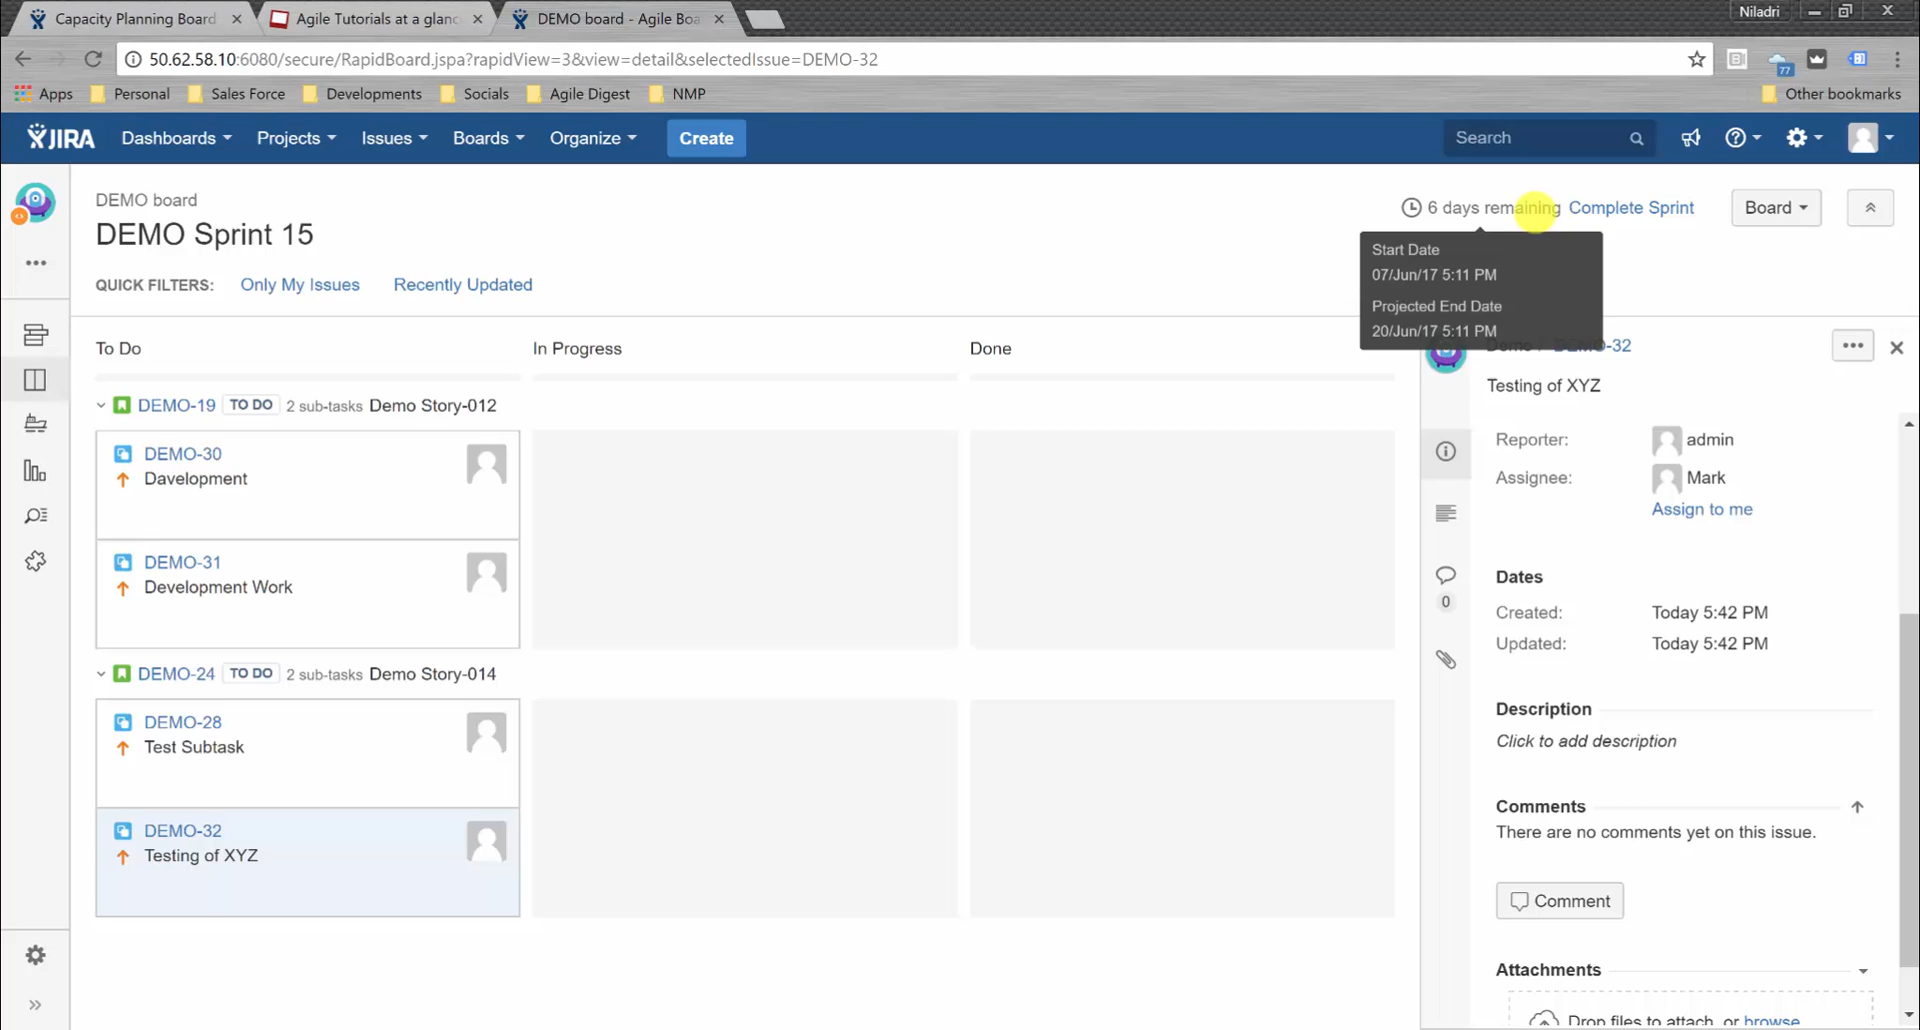 Capacity Planning Board
Agile Tutorials at a glanc
DEMO board - Agile Boa
Niladri
50.62.58.10:6080/secure/RapidBoard.jspa?rapidView=3&view=detail&selectedIssue=DEMO-32
77
Apps
Personal
Sales Force
Developments
Socials
Agile Digest
NMP
Other bookmarks
JIRA
Dashboards
Projects
Issues
Boards
Organize
Create
Search
DEMO board
DEMO Sprint 15
6 days remaining
Complete Sprint
Board
Start Date
07/Jun/17 5:11 PM
Projected End Date
20/Jun/17 5:11 PM
QUICK FILTERS:
Only My Issues
Recently Updated
To Do
In Progress
Done
DEMO-19 TO DO 2 sub-tasks Demo Story-012
DEMO-30
Davelopment
DEMO-31
Development Work
DEMO-24 TO DO 2 sub-tasks Demo Story-014
DEMO-28
Test Subtask
DEMO-32
Testing of XYZ
Demo / DEMO-32
Testing of XYZ
Reporter: admin
Assignee: Mark
Assign to me
0
Dates
Created: Today 5:42 PM
Updated: Today 5:42 PM
Description
Click to add description
Comments
There are no comments yet on this issue.
Comment
Attachments
Drop files to attach, or browse